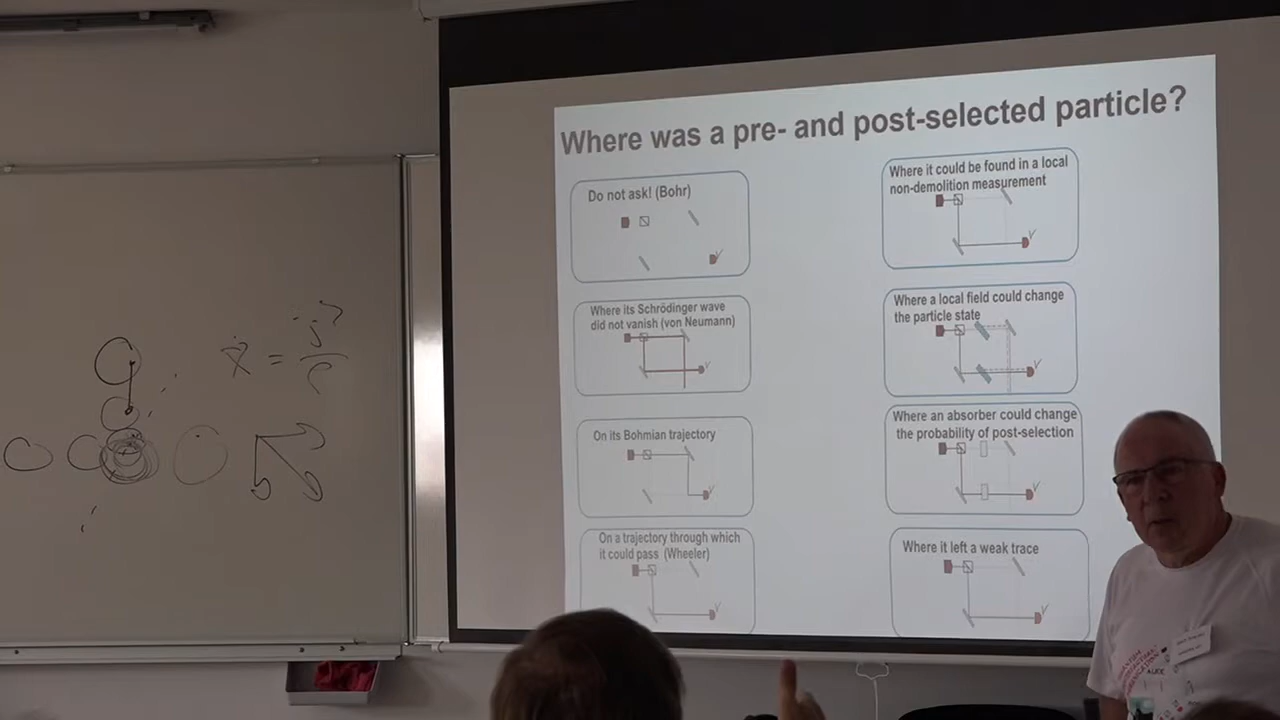 Where was a pre- and post-selected particle?
Do not ask! (Bohr)
Where its Schrödinger wave
did not vanish (von Neumann)
On its Bohmian trajectory
On a trajectory through which
it could pass (Wheeler)
Where it could be found in a local
non-demolition measurement
Where a local field could change
the particle state
Where an absorber could change
the probability of post-selection
Where it left a weak trace